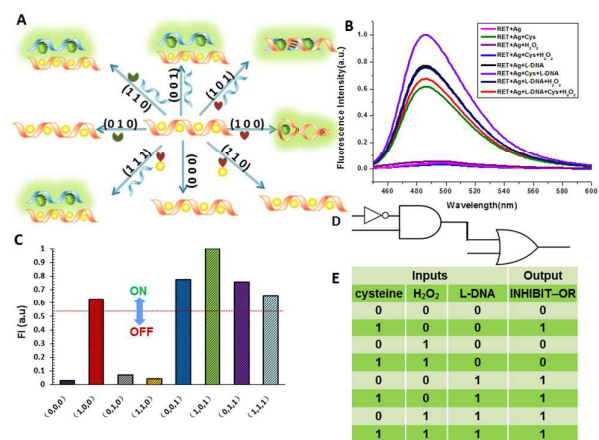 A
(1 1 0)
(0 0 1)
(1 0 1)
(0 1 0)
(1 0 0)
(1 1 1)
(0 0 0)
(1 1 0)
B
Fluorescence Intensity(a.u.)
1.0
0.8
0.6
0.4
0.2
0.0
460 480 500 520 540 560 580 600
Wavelength(nm)
RET+Ag
RET+Ag+Cys
RET+Ag+H₂O₂
RET+Ag+Cys+H₂O₂
RET+Ag+L-DNA
RET+Ag+Cys+L-DNA
RET+Ag+L-DNA+H₂O₂
RET+Ag+L-DNA+Cys+H₂O₂
C
FI (a.u)
1
0.9
0.8
0.7
0.6
0.5
0.4
0.3
0.2
0.1
0
ON
OFF
(0,0,0)
(1,0,0)
(0,1,0)
(1,1,0)
(0,0,1)
(1,0,1)
(0,1,1)
(1,1,1)
D
E
Inputs Output
cysteine H₂O₂ L-DNA INHIBIT–OR
0 0 0 0
1 0 0 1
0 1 0 0
1 1 0 0
0 0 1 1
1 0 1 1
0 1 1 1
1 1 1 1